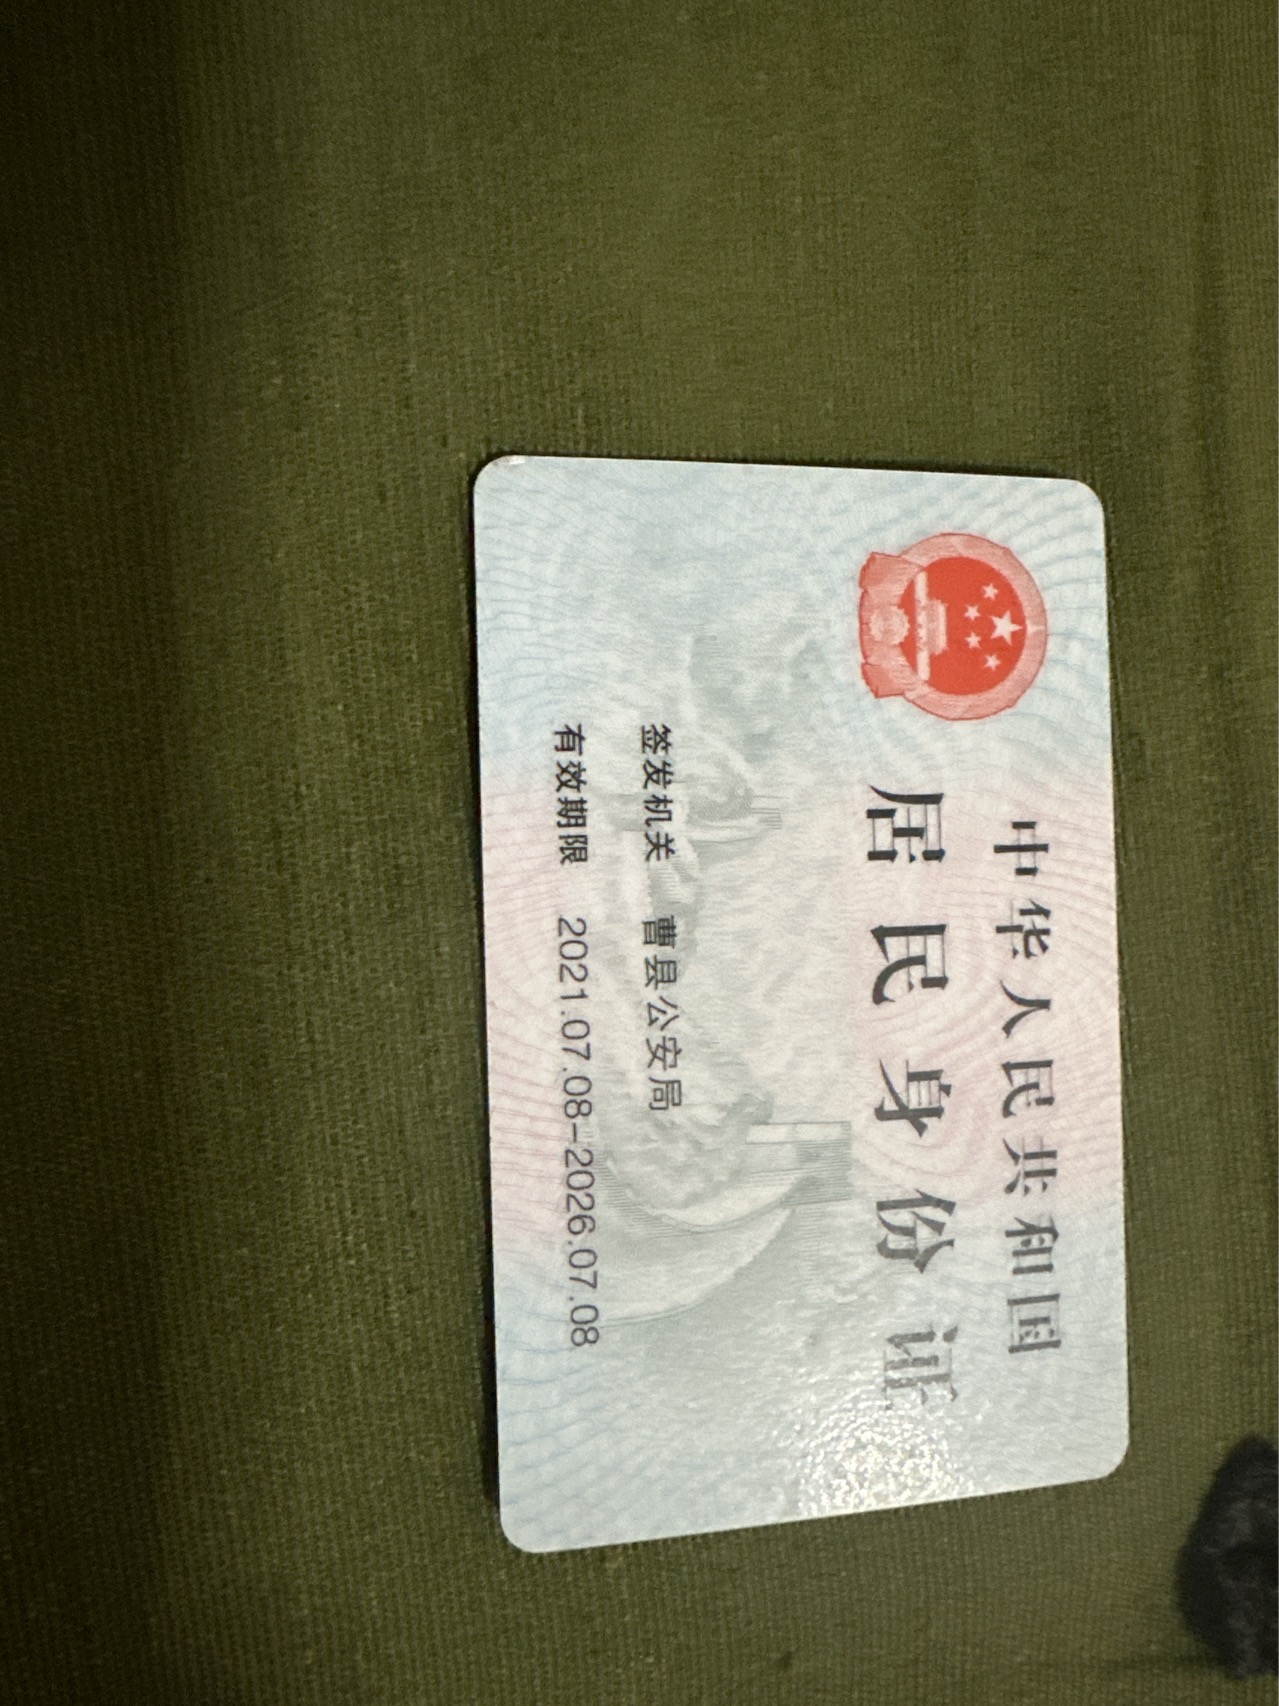 中华人民共和国
居民身份证
签发机关 曹县公安局
有效期限 2021.07.08-2026.07.08